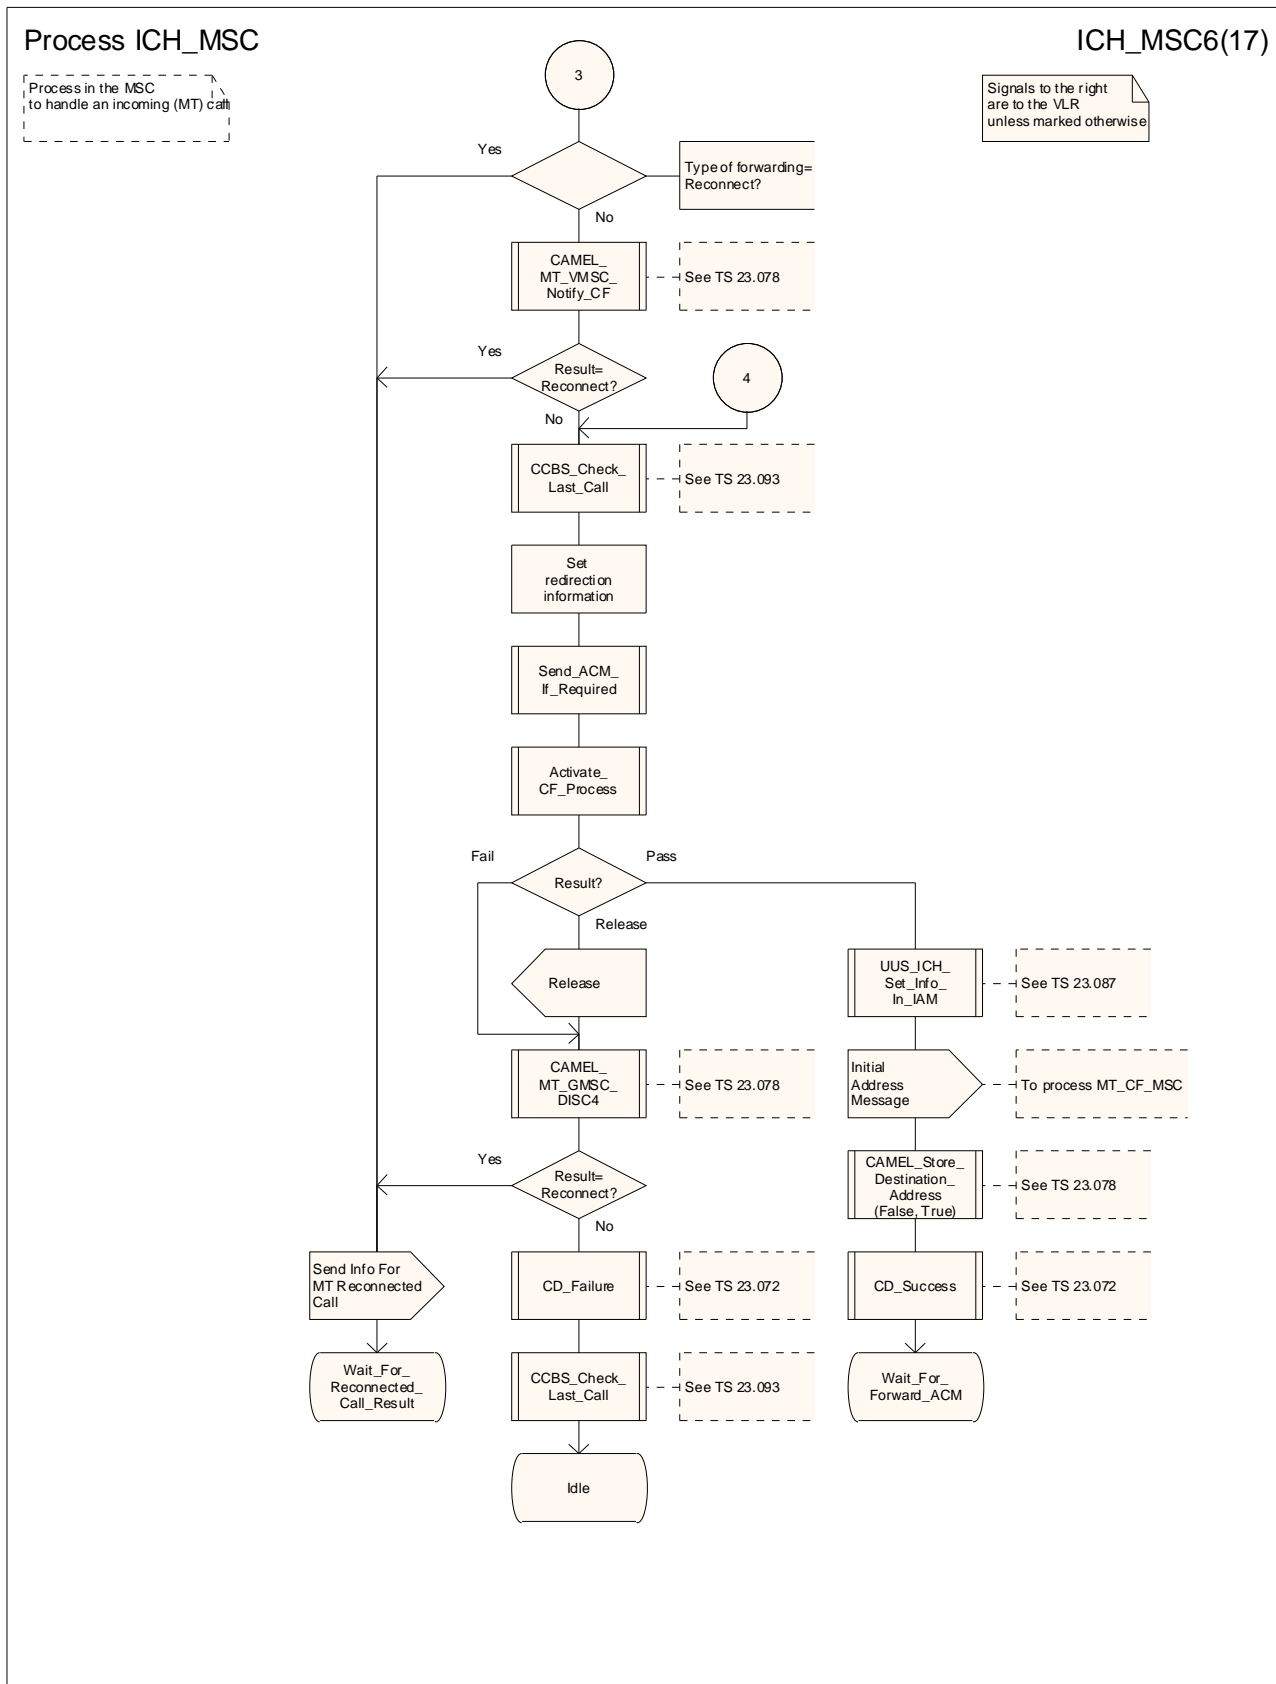 Process ICH_MSC
ICH_MSC6(17)
Process in the MSC
to handle an incoming (MT) call
Signals to the right
are to the VLR
unless marked otherwise
3
Yes
Type of forwarding=
Reconnect?
No
CAMEL_
MT_VMSC_
Notify_CF
See TS 23.078
Yes
Result=
Reconnect?
4
No
CCBS_Check_
Last_Call
See TS 23.093
Set
redirection
information
Send_ACM_
If_Required
Activate_
CF_Process
Fail
Pass
Result?
Release
Release
UUS_ICH_
Set_Info_
In_IAM
See TS 23.087
CAMEL_
MT_GMSC_
DISC4
See TS 23.078
Initial
Address
Message
To process MT_CF_MSC
Yes
Result=
Reconnect?
No
CAMEL_Store_
Destination_
Address
(False, True)
See TS 23.078
Send Info For
MT Reconnected
Call
CD_Failure
See TS 23.072
CD_Success
See TS 23.072
Wait_For_
Reconnected_
Call_Result
CCBS_Check_
Last_Call
See TS 23.093
Wait_For_
Forward_ACM
Idle